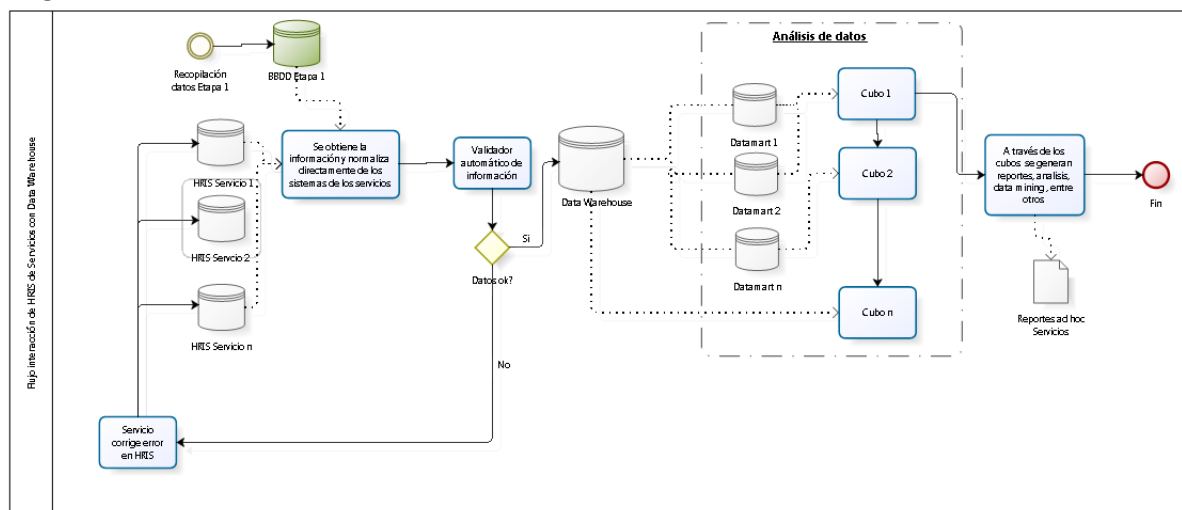 Flujo interacción de HRIS de Servicios con Data Warehouse
Recopilación
datos Etapa 1
BBDD Etapa 1
HRIS Servicio 1
HRIS Servcio 2
HRIS Servicio n
Se obtiene la
información y normaliza
directamente de los
sistemas de los servicios
Validador
automático de
información
Datos ok?
Si
No
Servicio
corrige error
en HRIS
Data Warehouse
Análisis de datos
Datamart 1
Datamart 2
Datamart n
Cubo 1
Cubo 2
Cubo n
A través de los
cubos se generan
reportes, analisis,
data mining, entre
otros
Reportes ad hoc
Servicios
Fin